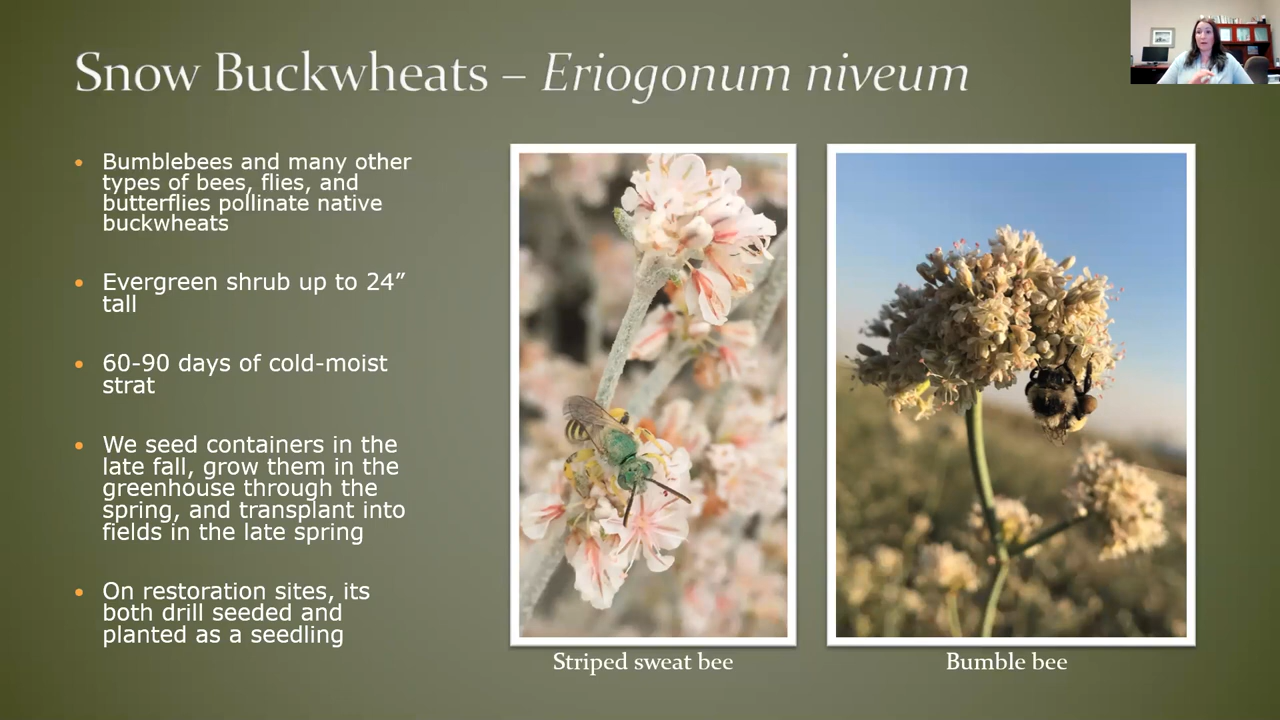 Snow Buckwheats – Eriogonum niveum
• Bumblebees and many other
types of bees, flies, and
butterflies pollinate native
buckwheats
• Evergreen shrub up to 24”
tall
• 60-90 days of cold-moist
strat
• We seed containers in the
late fall, grow them in the
greenhouse through the
spring, and transplant into
fields in the late spring
• On restoration sites, its
both drill seeded and
planted as a seedling
Striped sweat bee
Bumble bee